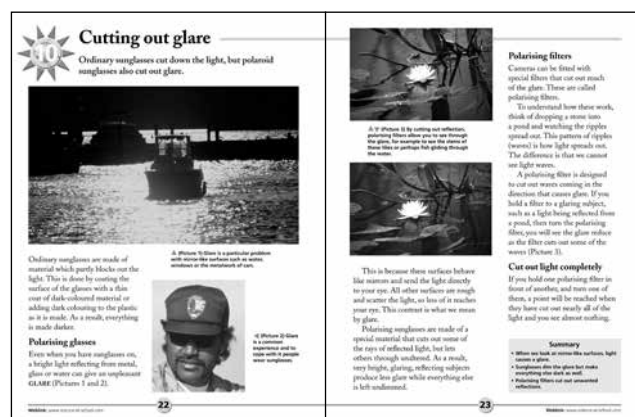 10
Cutting out glare
Ordinary sunglasses cut down the light, but polaroid
sunglasses also cut out glare.
▲ (Picture 1) Glare is a particular problem
with mirror-like surfaces such as water,
windows or the metalwork of cars.
Ordinary sunglasses are made of
material which partly blocks out the
light. This is done by coating the
surface of the glasses with a thin
coat of dark-coloured material or
adding dark colouring to the plastic
as it is made. As a result, everything
is made darker.
Polarising glasses
Even when you have sunglasses on,
a bright light reflecting from metal,
glass or water can give an unpleasant
GLARE (Pictures 1 and 2).
◄ (Picture 2) Glare
is a common
experience and to
cope with it people
wear sunglasses.
22
Weblink:
▲▼ (Picture 3) By cutting out reflection,
polarising filters allow you to see through
the glare, for example to see the stems of
these lilies or perhaps fish gliding through
the water.
This is because these surfaces behave
like mirrors and send the light directly
to your eye. All other surfaces are rough
and scatter the light, so less of it reaches
your eye. This contrast is what we mean
by glare.
Polarising sunglasses are made of a
special material that cuts out some of
the rays of reflected light, but lets
others through unaltered. As a result,
very bright, glaring, reflecting subjects
produce less glare while everything else
is left undimmed.
Polarising filters
Cameras can be fitted with
special filters that cut out much
of the glare. These are called
polarising filters.
To understand how these work,
think of dropping a stone into
a pond and watching the ripples
spread out. This pattern of ripples
(waves) is how light spreads out.
The difference is that we cannot
see light waves.
A polarising filter is designed
to cut out waves coming in the
direction that causes glare. If you
hold a filter to a glaring subject,
such as a light being reflected from
a pond, then turn the polarising
filter, you will see the glare reduce
as the filter cuts out some of the
waves (Picture 3).
Cut out light completely
If you hold one polarising filter in
front of another, and turn one of
them, a point will be reached when
they have cut out nearly all of the
light and you see almost nothing.
Summary
• When we look at mirror-like surfaces, light
causes a glare.
• Sunglasses dim the glare but make
everything else dark as well.
• Polarising filters cut out unwanted
reflections.
23
Weblink: